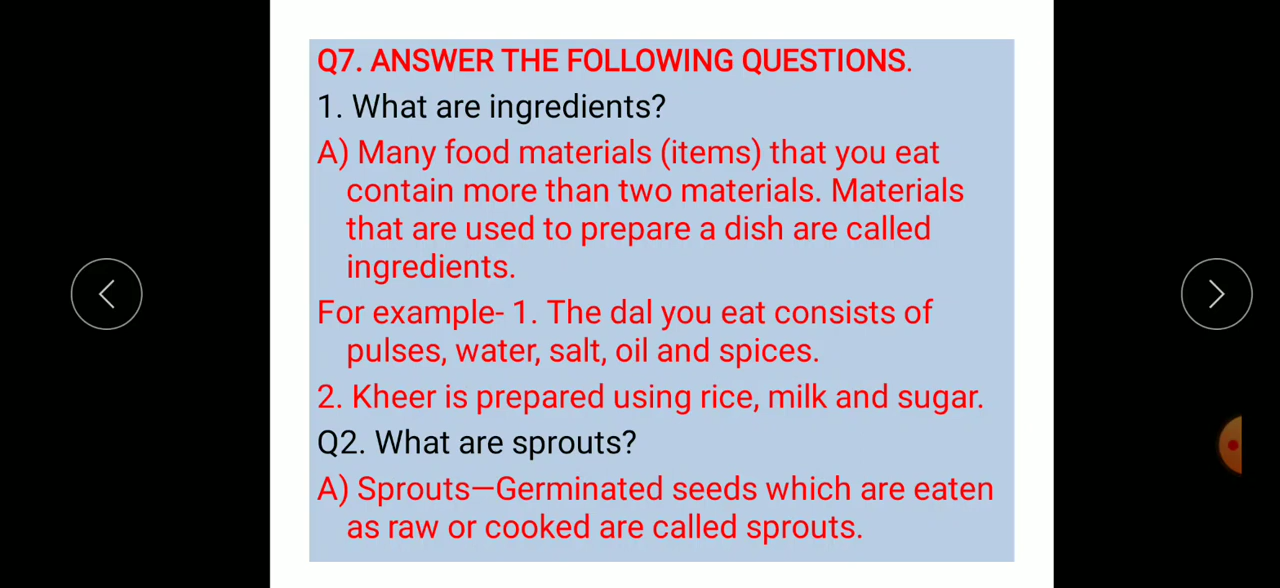 Q7. ANSWER THE FOLLOWING QUESTIONS.
1. What are ingredients?
A) Many food materials (items) that you eat
contain more than two materials. Materials
that are used to prepare a dish are called
ingredients.
For example- 1. The dal you eat consists of
pulses, water, salt, oil and spices.
2. Kheer is prepared using rice, milk and sugar.
Q2. What are sprouts?
A) Sprouts—Germinated seeds which are eaten
as raw or cooked are called sprouts.